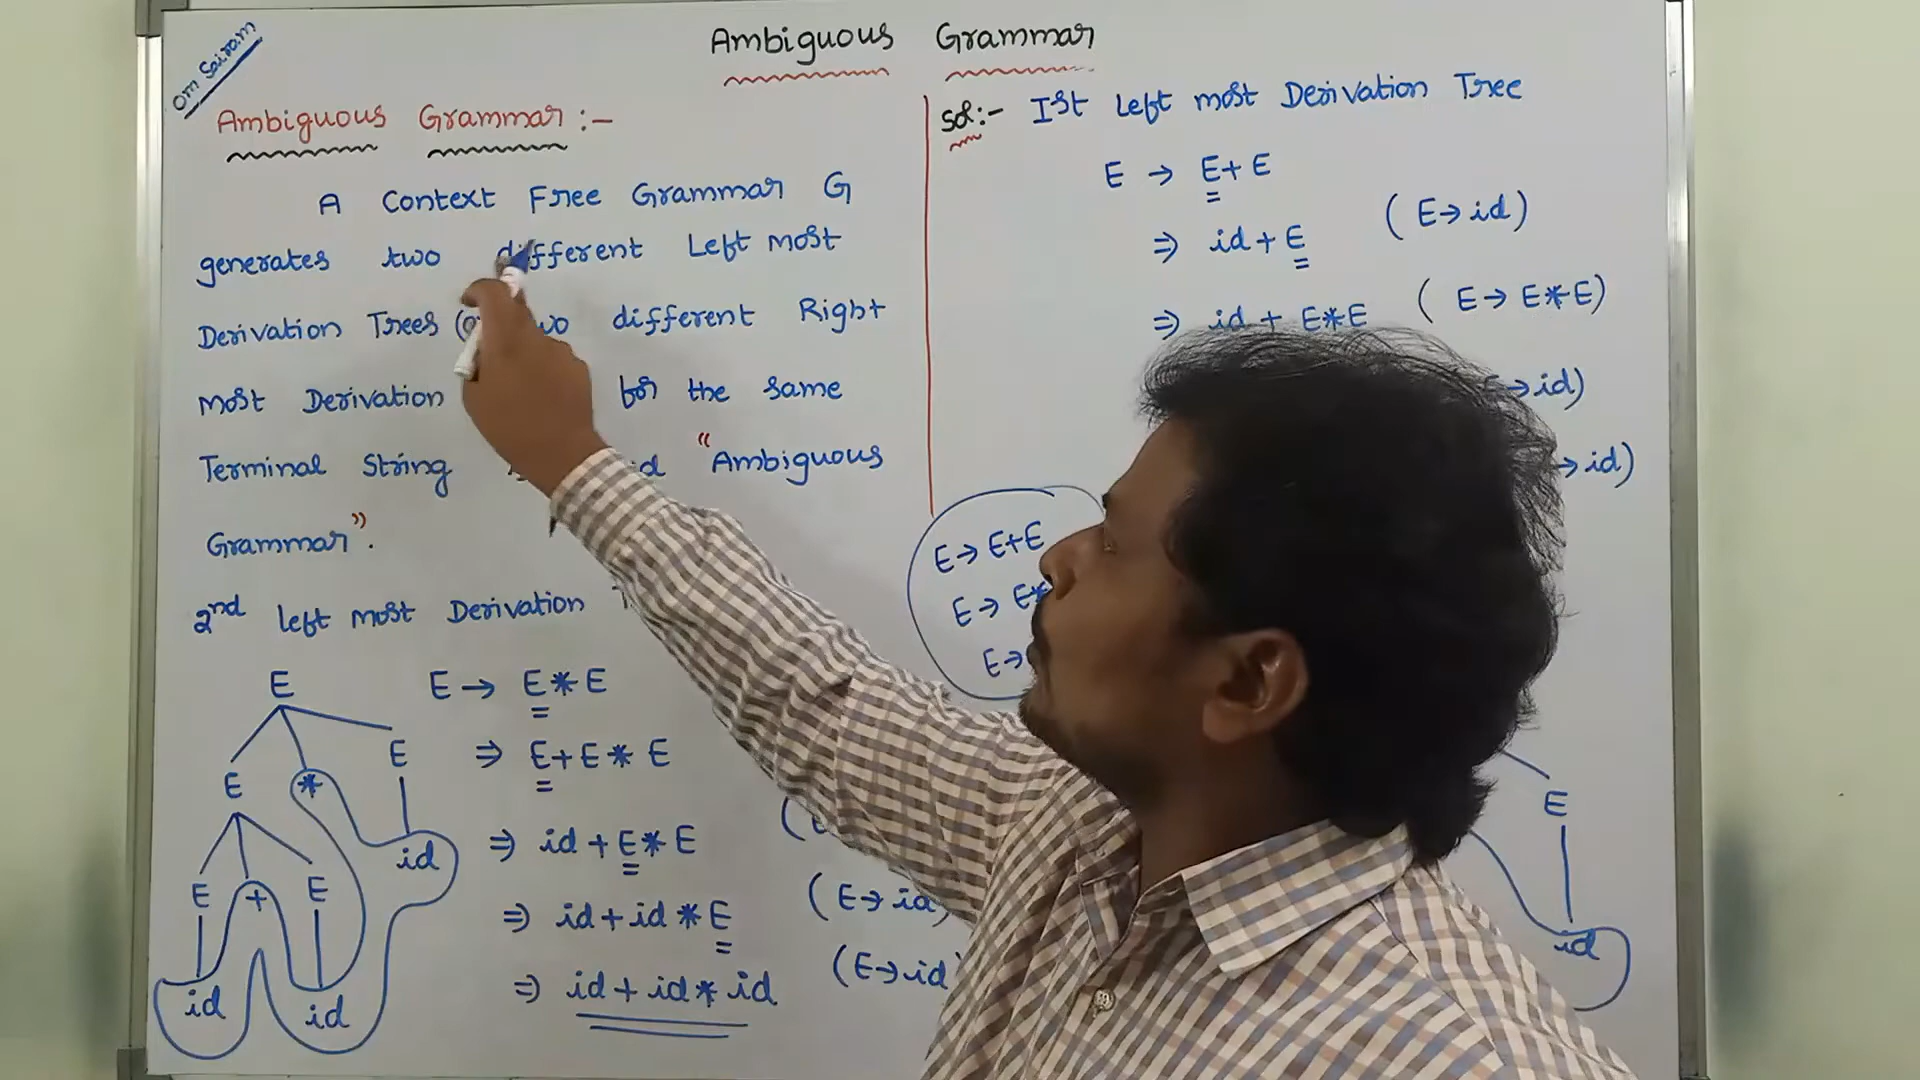 Om Sairam
Ambiguous Grammar
Ambiguous Grammar :-
A Context Free Grammar G
generates two different Left most
Derivation Trees two different Right
most Derivation for the same
Terminal String "Ambiguous
Grammar".
2nd left most Derivation
E
E * E
E + E id
id id
E → E * E
⇒ E + E * E
⇒ id + E * E
⇒ id + id * E (E → id)
⇒ id + id * id (E → id
Sol:- Ist Left most Derivation Tree
E → E + E
⇒ id + E (E → id)
⇒ id + E * E (E → E * E)
→ id)
→ id)
E → E + E
E → E *
E →
E
id